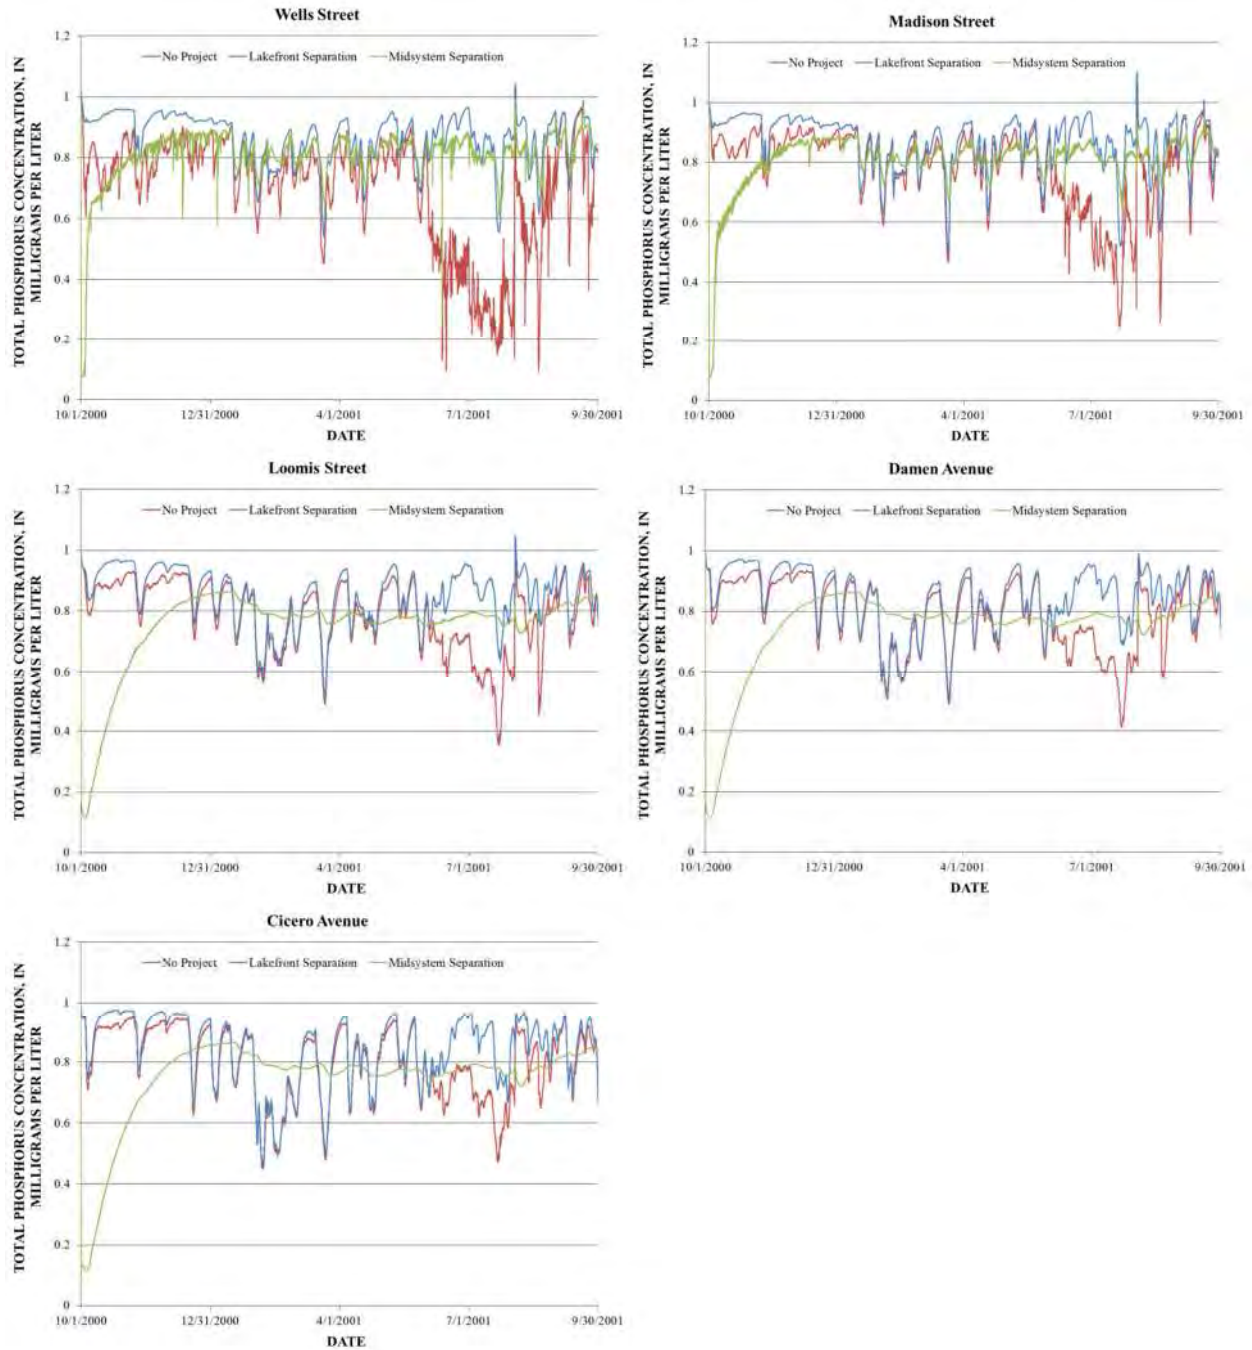 Wells Street
TOTAL PHOSPHORUS CONCENTRATION, IN
MILLIGRAMS PER LITER
1.2
1
0.8
0.6
0.4
0.2
0
No Project
Lakefront Separation
Midsystem Separation
10/1/2000
12/31/2000
4/1/2001
7/1/2001
9/30/2001
DATE
Madison Street
TOTAL PHOSPHORUS CONCENTRATION, IN
MILLIGRAMS PER LITER
1.2
1
0.8
0.6
0.4
0.2
0
No Project
Lakefront Separation
Midsystem Separation
10/1/2000
12/31/2000
4/1/2001
7/1/2001
9/30/2001
DATE
Loomis Street
TOTAL PHOSPHORUS CONCENTRATION, IN
MILLIGRAMS PER LITER
1.2
1
0.8
0.6
0.4
0.2
0
No Project
Lakefront Separation
Midsystem Separation
10/1/2000
12/31/2000
4/1/2001
7/1/2001
9/30/2001
DATE
Damen Avenue
TOTAL PHOSPHORUS CONCENTRATION, IN
MILLIGRAMS PER LITER
1.2
1
0.8
0.6
0.4
0.2
0
No Project
Lakefront Separation
Midsystem Separation
10/1/2000
12/31/2000
4/1/2001
7/1/2001
9/30/2001
DATE
Cicero Avenue
TOTAL PHOSPHORUS CONCENTRATION, IN
MILLIGRAMS PER LITER
1.2
1
0.8
0.6
0.4
0.2
0
No Project
Lakefront Separation
Midsystem Separation
10/1/2000
12/31/2000
4/1/2001
7/1/2001
9/30/2001
DATE